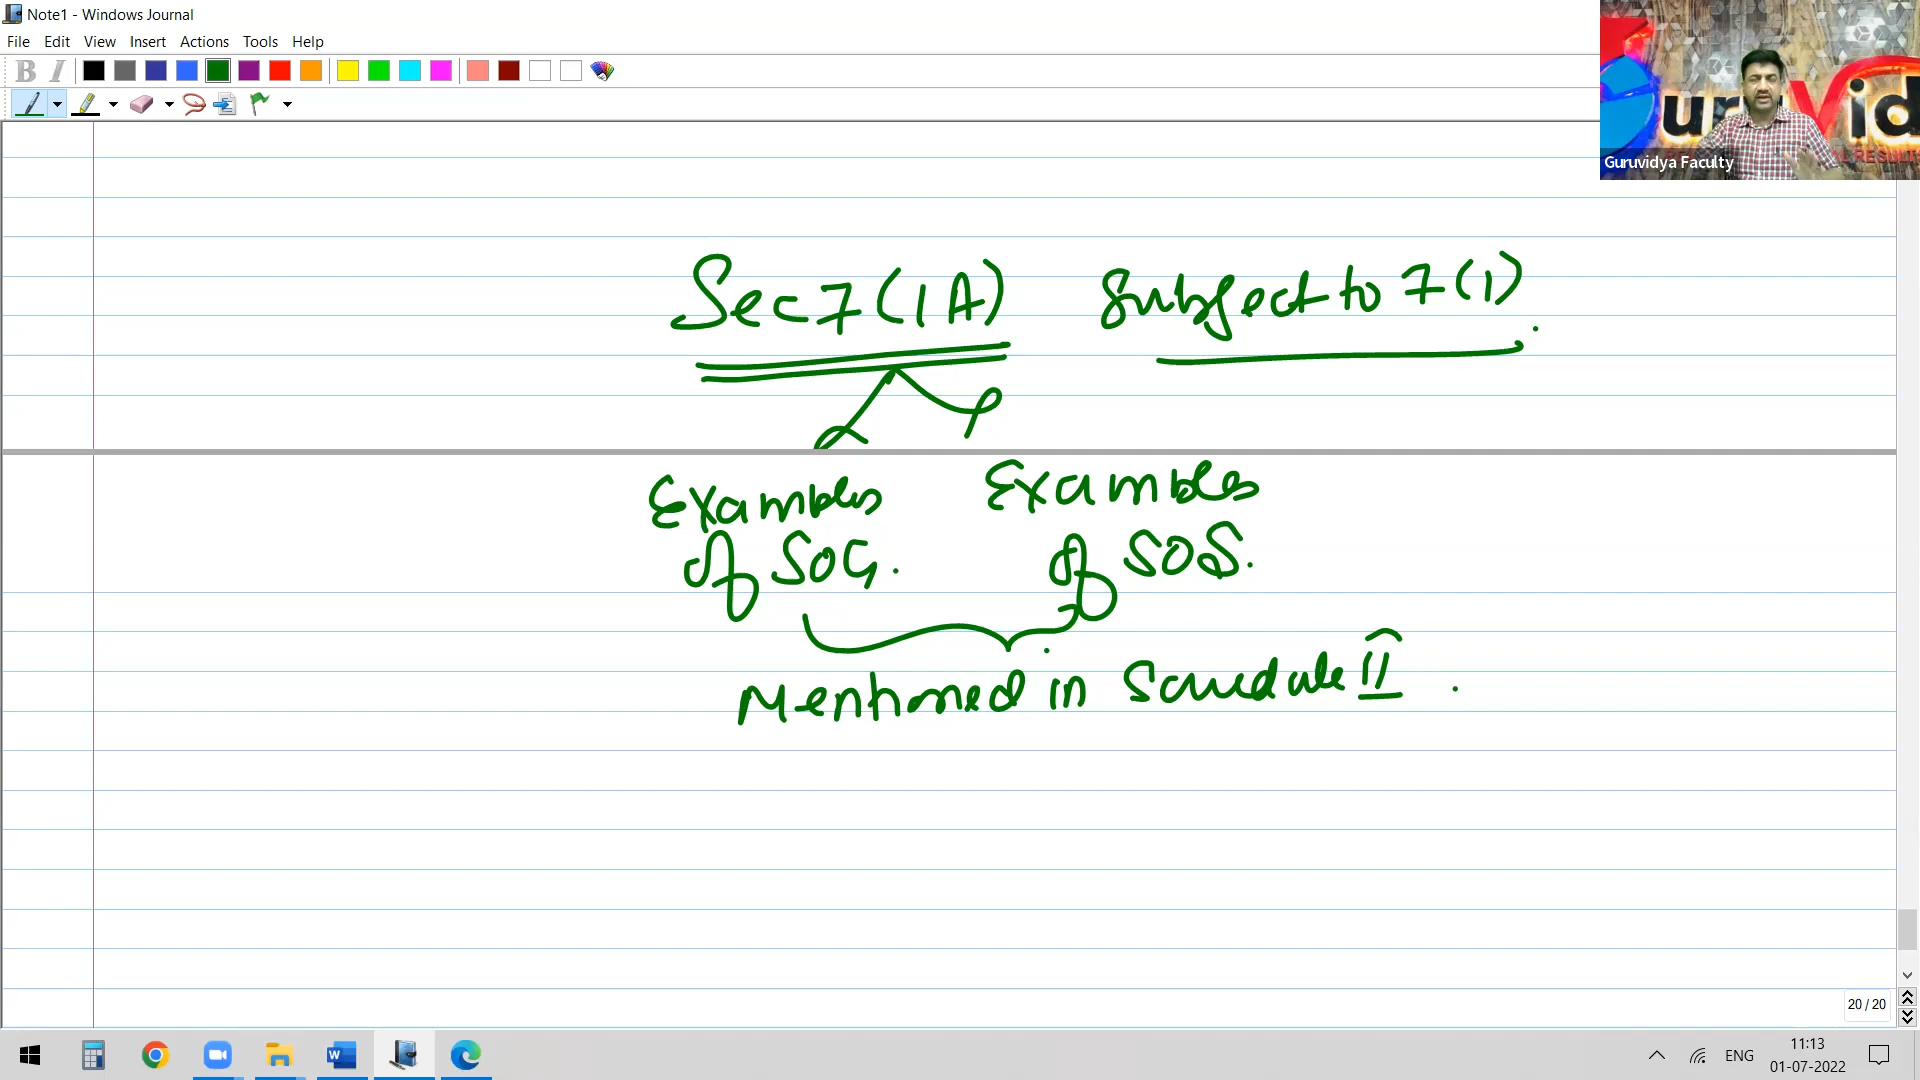 Note1 - Windows Journal
File Edit View Insert Actions Tools Help
B I
Guruvidya Faculty
Sec 7 (1A) Subject to 7 (1).
Examples Examples
of SOG. of SOS.
Mentioned in Schedule II.
20 / 20
W
ENG
11:13
01-07-2022